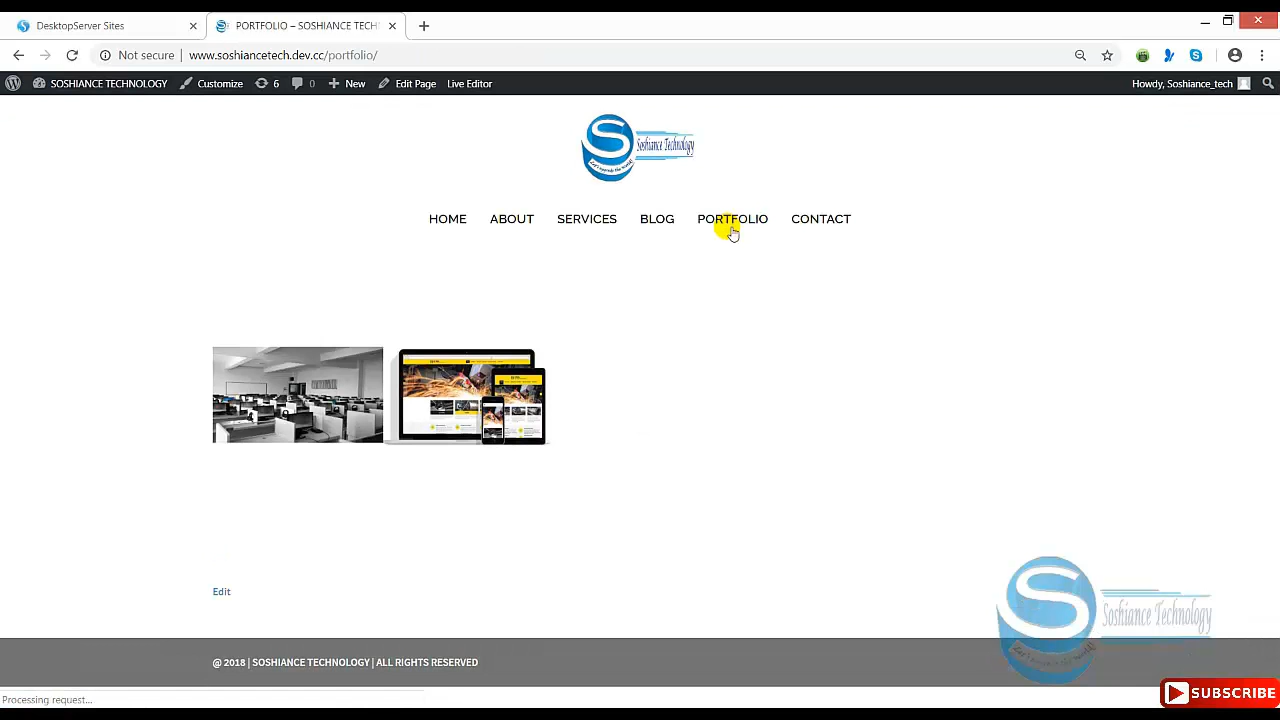 DesktopServer Sites
PORTFOLIO – SOSHIANCE TECH
Not secure | www.soshiancetech.dev.cc/portfolio/
SOSHIANCE TECHNOLOGY Customize 6 0 New Edit Page Live Editor Howdy, Soshiance_tech
S Soshiance Technology
HOME ABOUT SERVICES BLOG PORTFOLIO CONTACT
Edit
S Soshiance Technology
@ 2018 | SOSHIANCE TECHNOLOGY | ALL RIGHTS RESERVED
Processing request...
SUBSCRIBE